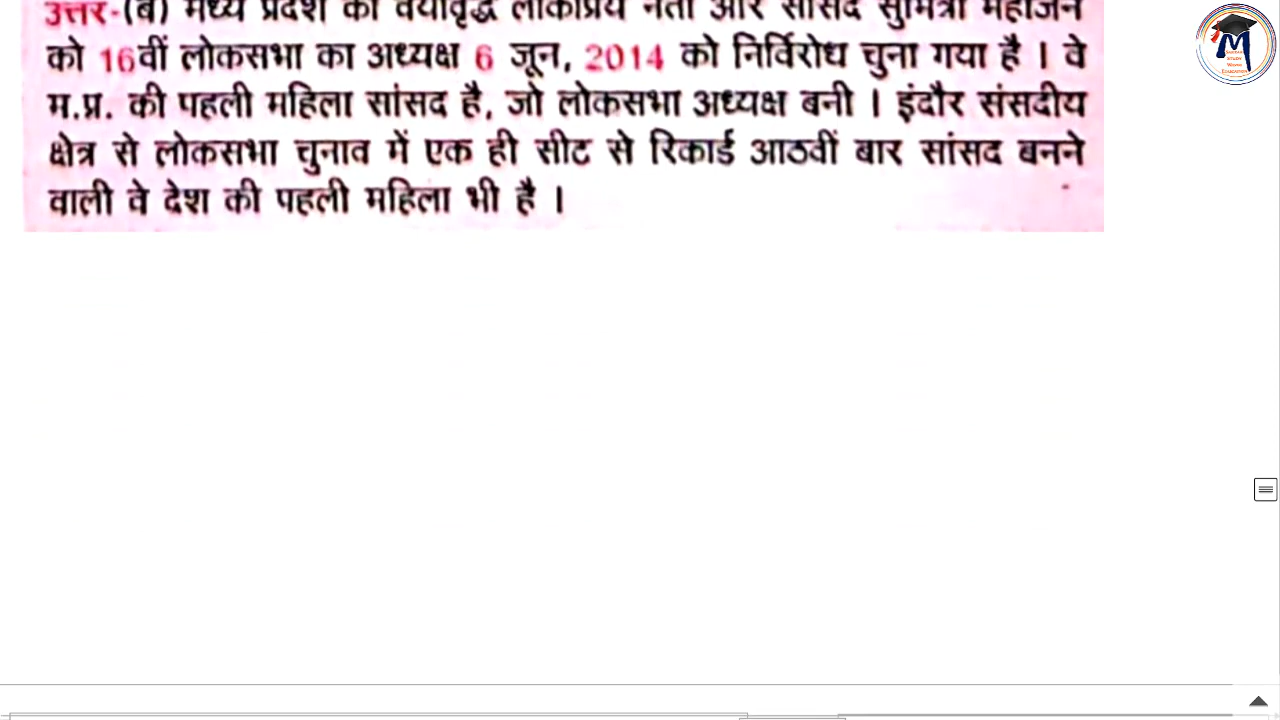 उत्तर-(ब) मध्य प्रदेश की वयोवृद्ध लोकप्रिय नेता और सांसद सुमित्रा महाजन
को 16वीं लोकसभा का अध्यक्ष 6 जून, 2014 को निर्विरोध चुना गया है । वे
म.प्र. की पहली महिला सांसद है, जो लोकसभा अध्यक्ष बनी । इंदौर संसदीय
क्षेत्र से लोकसभा चुनाव में एक ही सीट से रिकार्ड आठवीं बार सांसद बनने
वाली वे देश की पहली महिला भी है ।